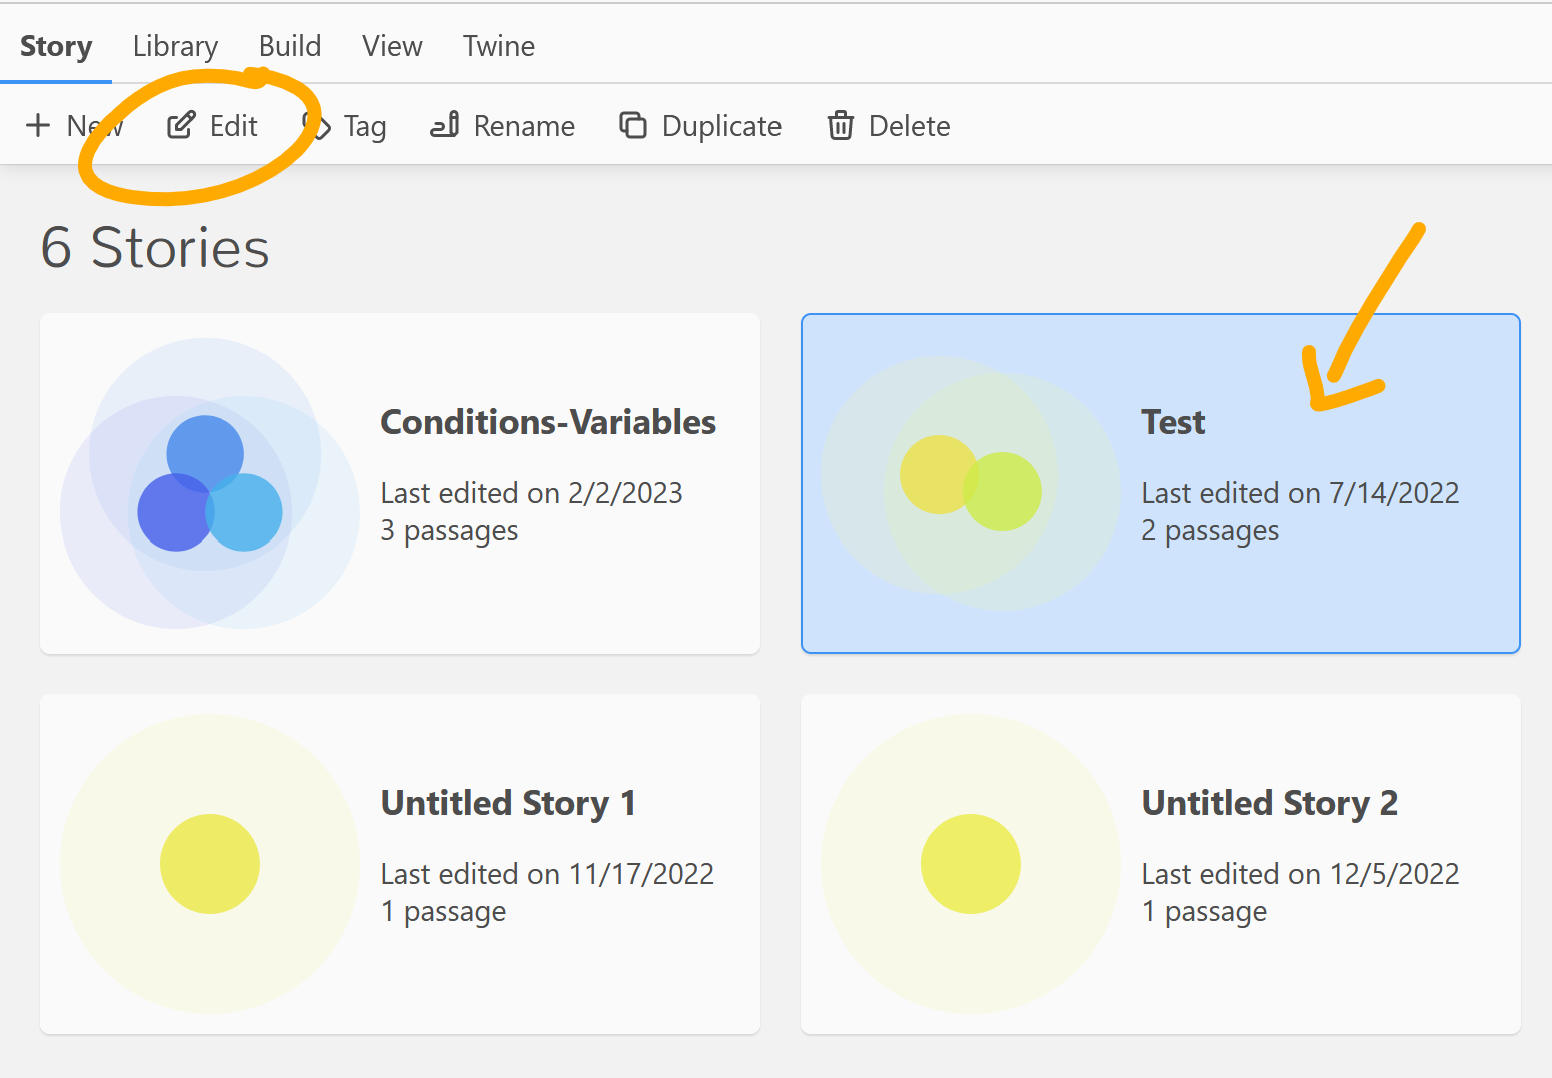 Story Library Build View Twine
New Edit Tag Rename Duplicate Delete
6 Stories
Conditions-Variables
Last edited on 2/2/2023
3 passages
Test
Last edited on 7/14/2022
2 passages
Untitled Story 1
Last edited on 11/17/2022
1 passage
Untitled Story 2
Last edited on 12/5/2022
1 passage